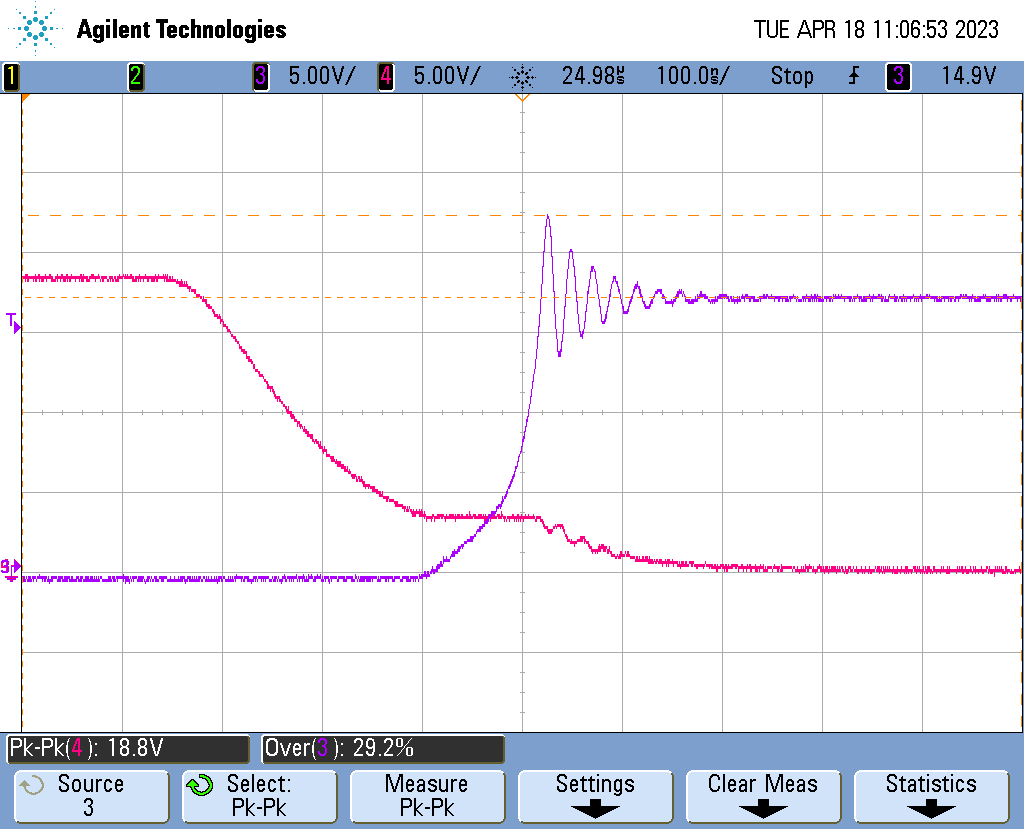 Agilent Technologies
TUE APR 18 11:06:53 2023
1 2 3 5.00V/ 4 5.00V/ 24.98µs 100.0ns/ Stop 3 14.9V
T
Pk-Pk(4): 18.8V Over(3): 29.2%
Source Select: Measure Settings Clear Meas Statistics
3 Pk-Pk Pk-Pk